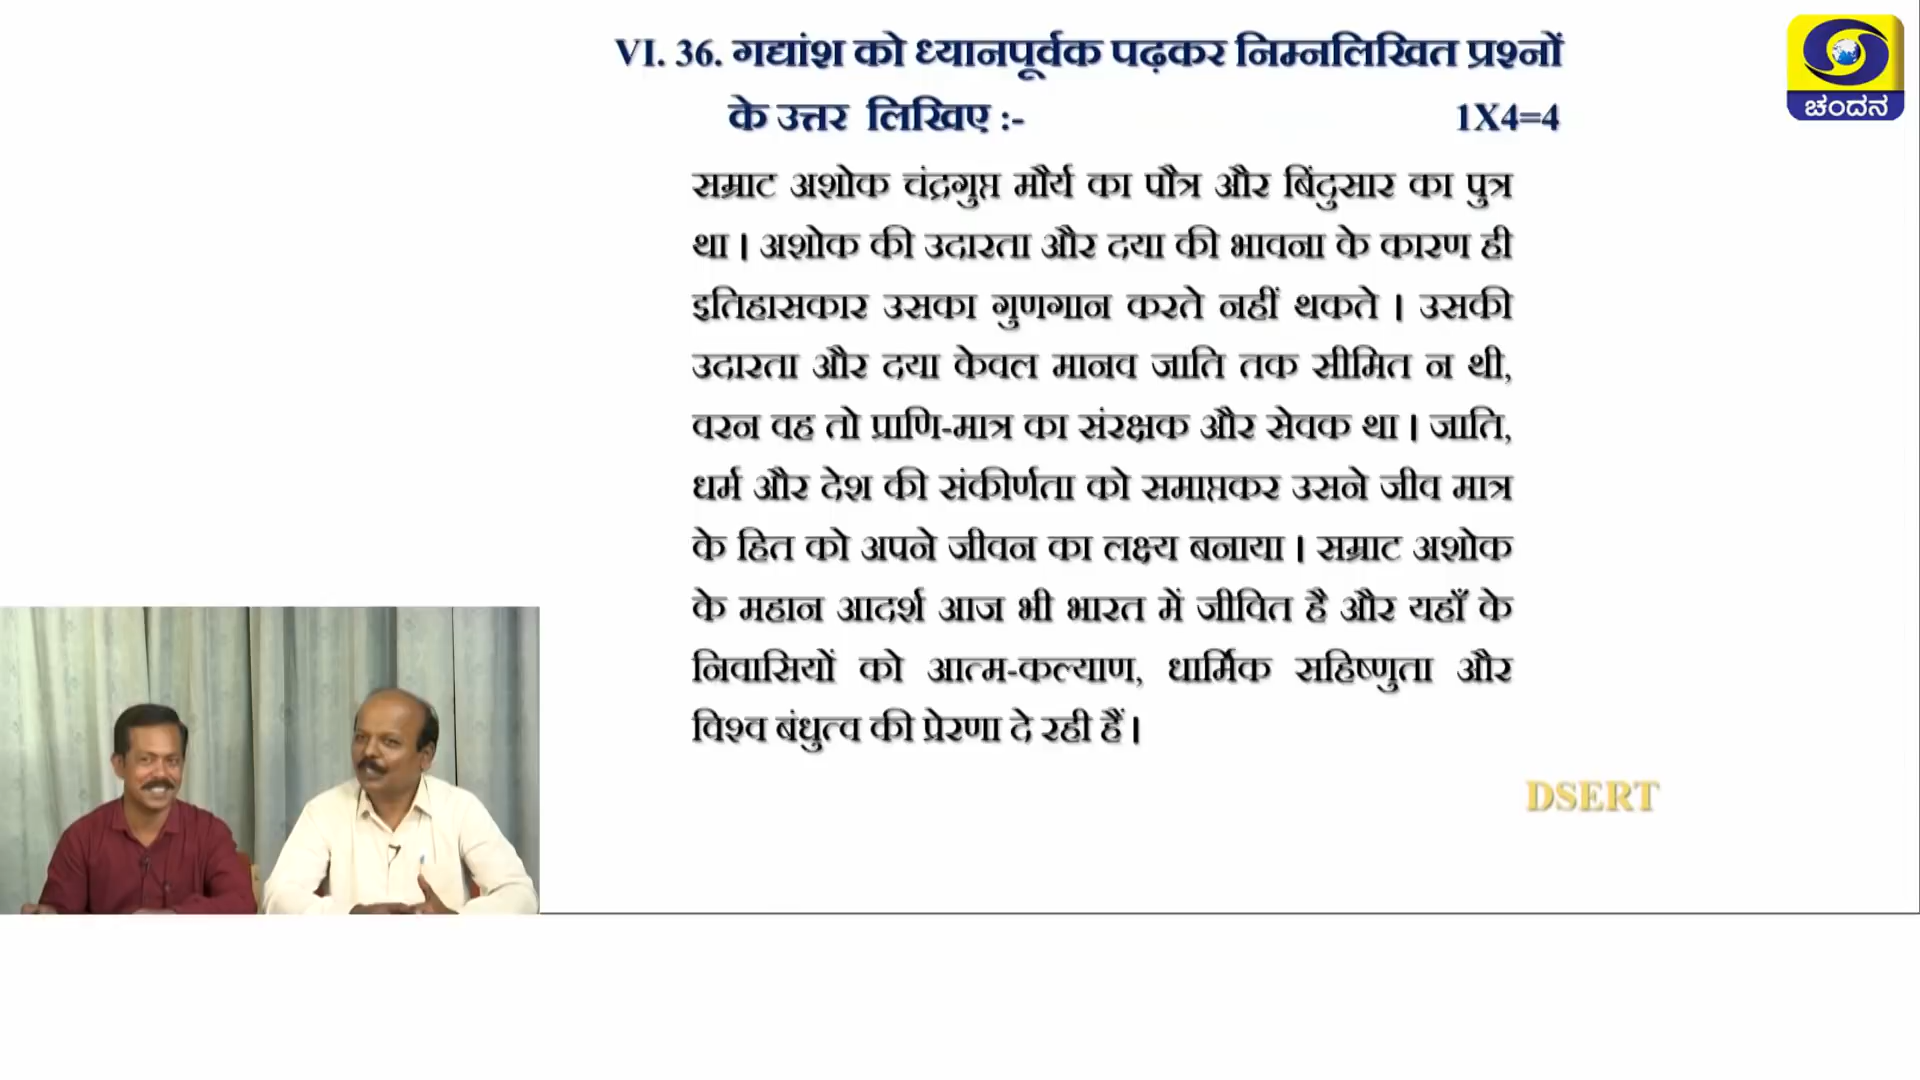 VI. 36. गद्यांश को ध्यानपूर्वक पढ़कर निम्नलिखित प्रश्नों
के उत्तर लिखिए :- 1X4=4
ಚಂದನ
सम्राट अशोक चंद्रगुप्त मौर्य का पौत्र और बिंदुसार का पुत्र
था । अशोक की उदारता और दया की भावना के कारण ही
इतिहासकार उसका गुणगान करते नहीं थकते । उसकी
उदारता और दया केवल मानव जाति तक सीमित न थी,
वरन वह तो प्राणि-मात्र का संरक्षक और सेवक था । जाति,
धर्म और देश की संकीर्णता को समाप्तकर उसने जीव मात्र
के हित को अपने जीवन का लक्ष्य बनाया । सम्राट अशोक
के महान आदर्श आज भी भारत में जीवित है और यहाँ के
निवासियों को आत्म-कल्याण, धार्मिक सहिष्णुता और
विश्व बंधुत्व की प्रेरणा दे रही हैं ।
DSERT